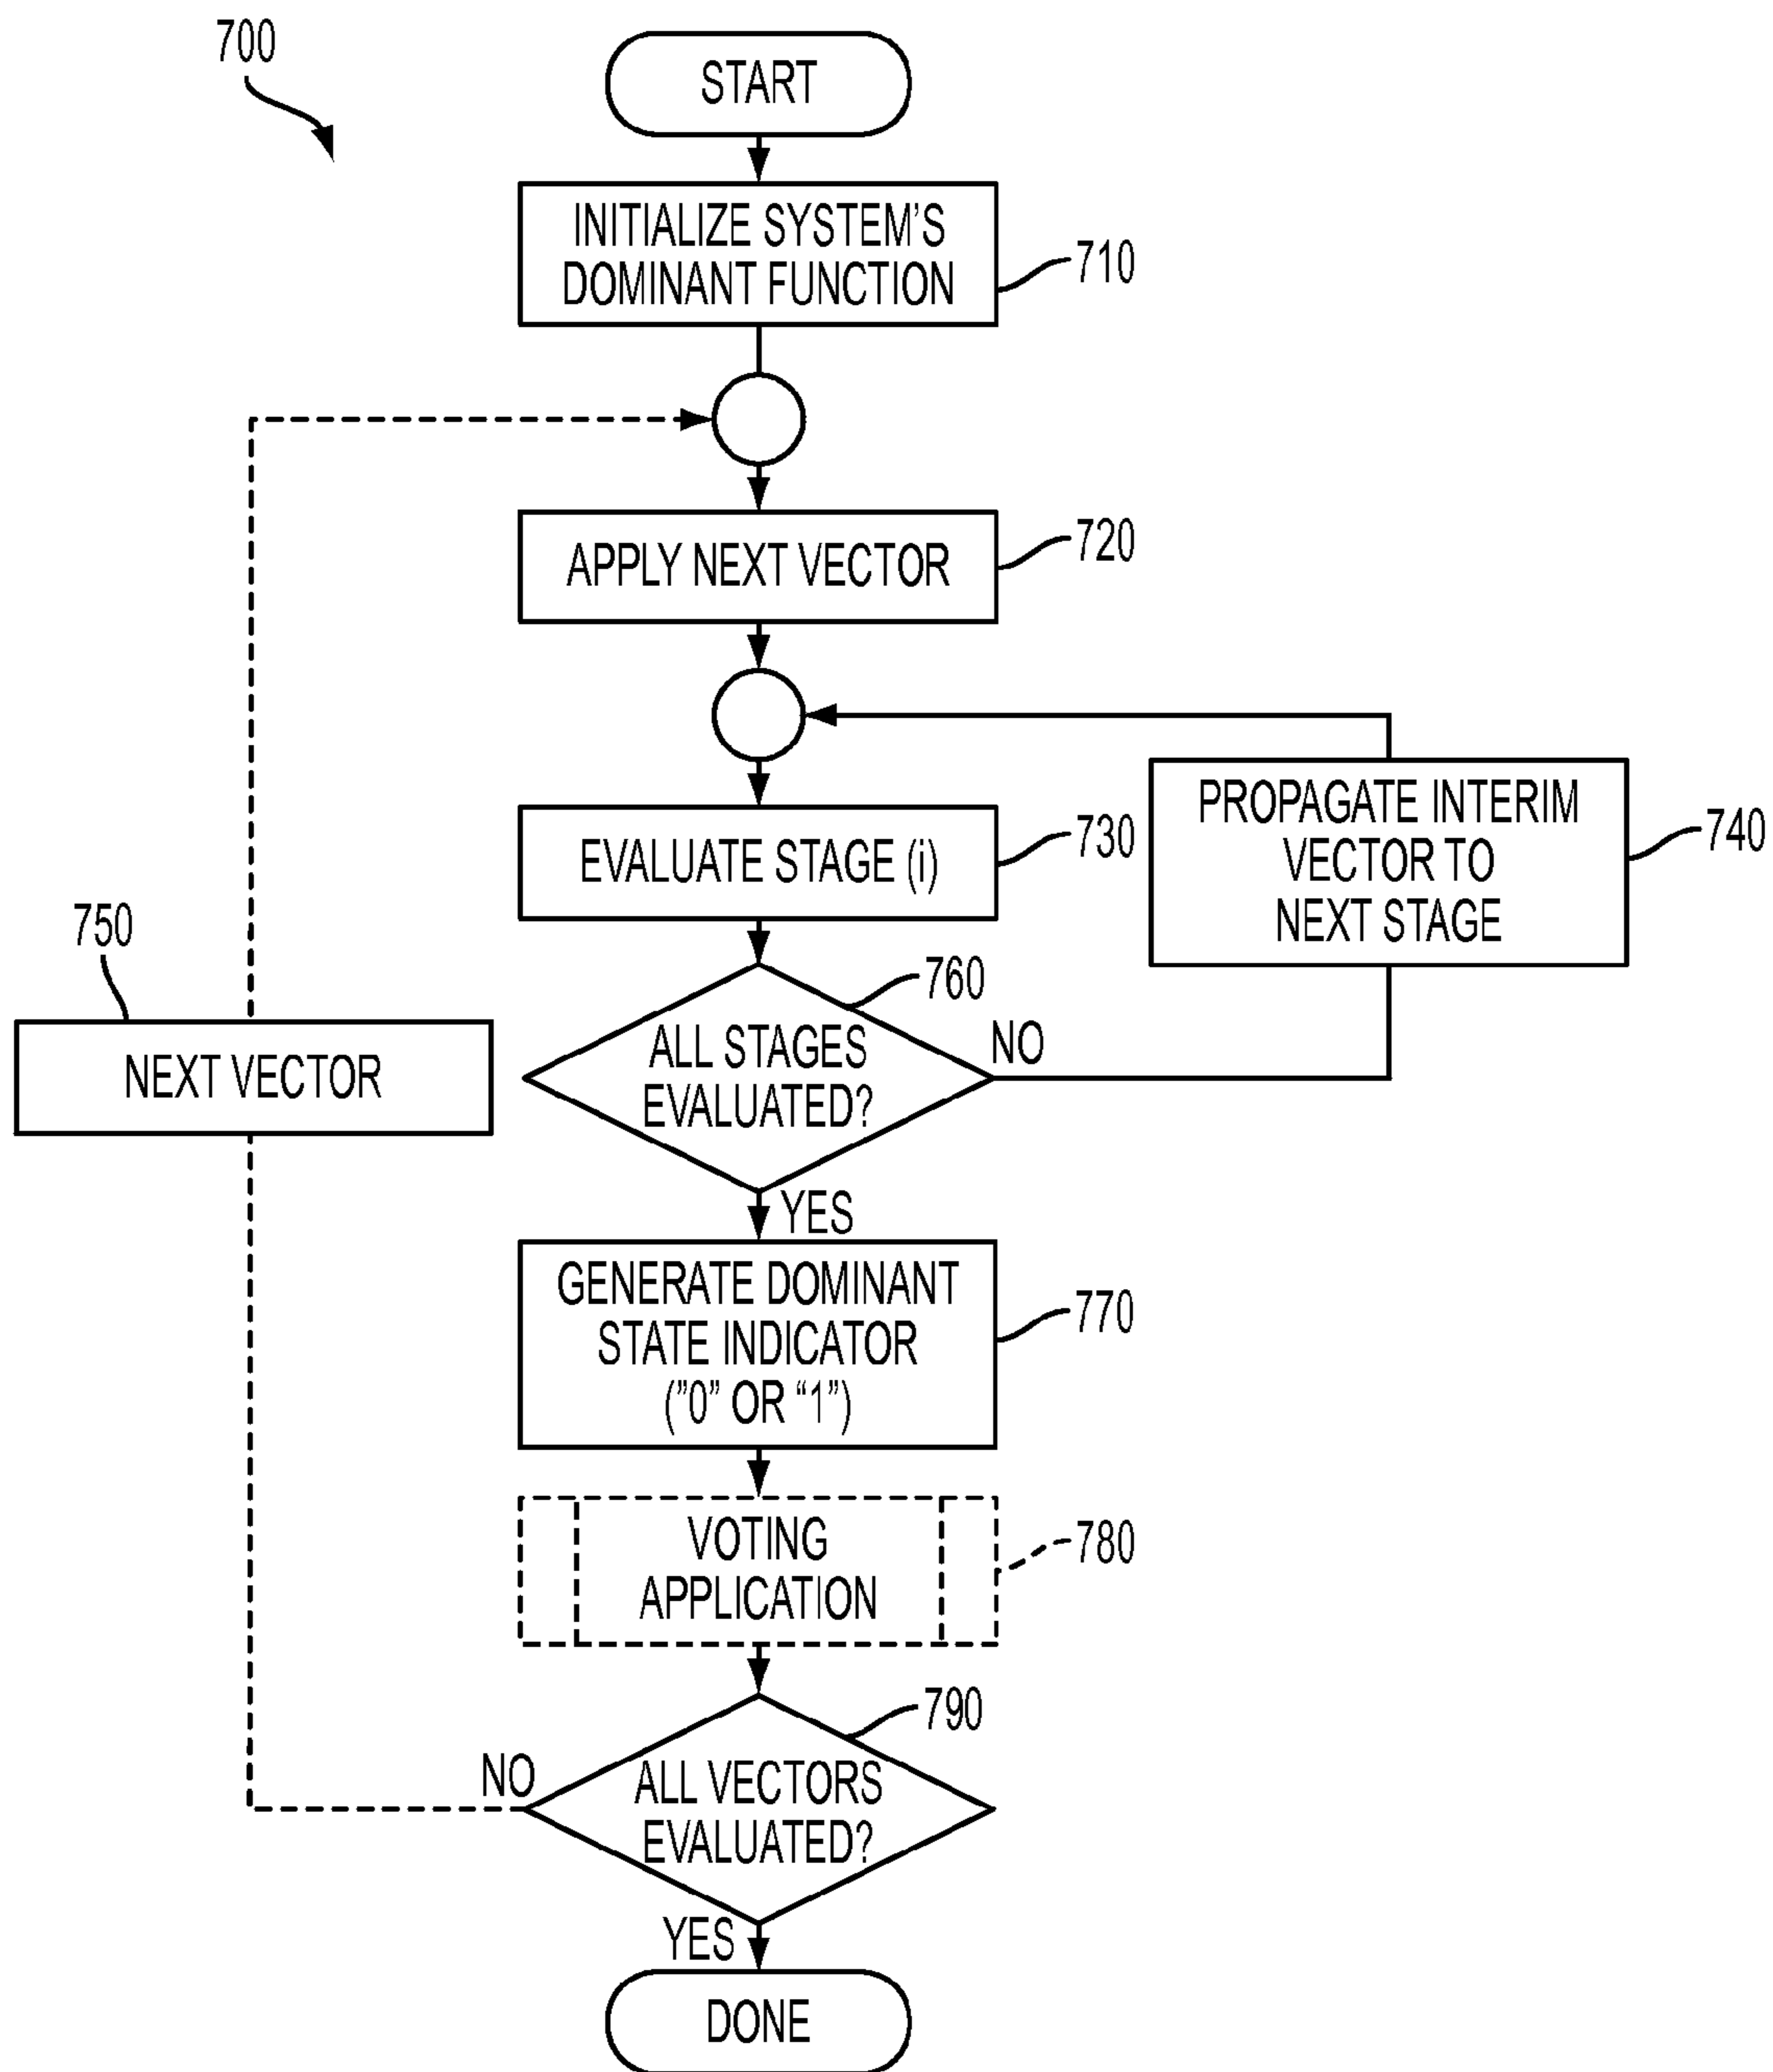 700
START
INITIALIZE SYSTEM'S
DOMINANT FUNCTION
710
APPLY NEXT VECTOR
720
EVALUATE STAGE (i)
730
PROPAGATE INTERIM
VECTOR TO
NEXT STAGE
740
750
NEXT VECTOR
760
ALL STAGES
EVALUATED?
NO
YES
GENERATE DOMINANT
STATE INDICATOR
(”0” OR “1”)
770
VOTING
APPLICATION
780
790
ALL VECTORS
EVALUATED?
NO
YES
DONE